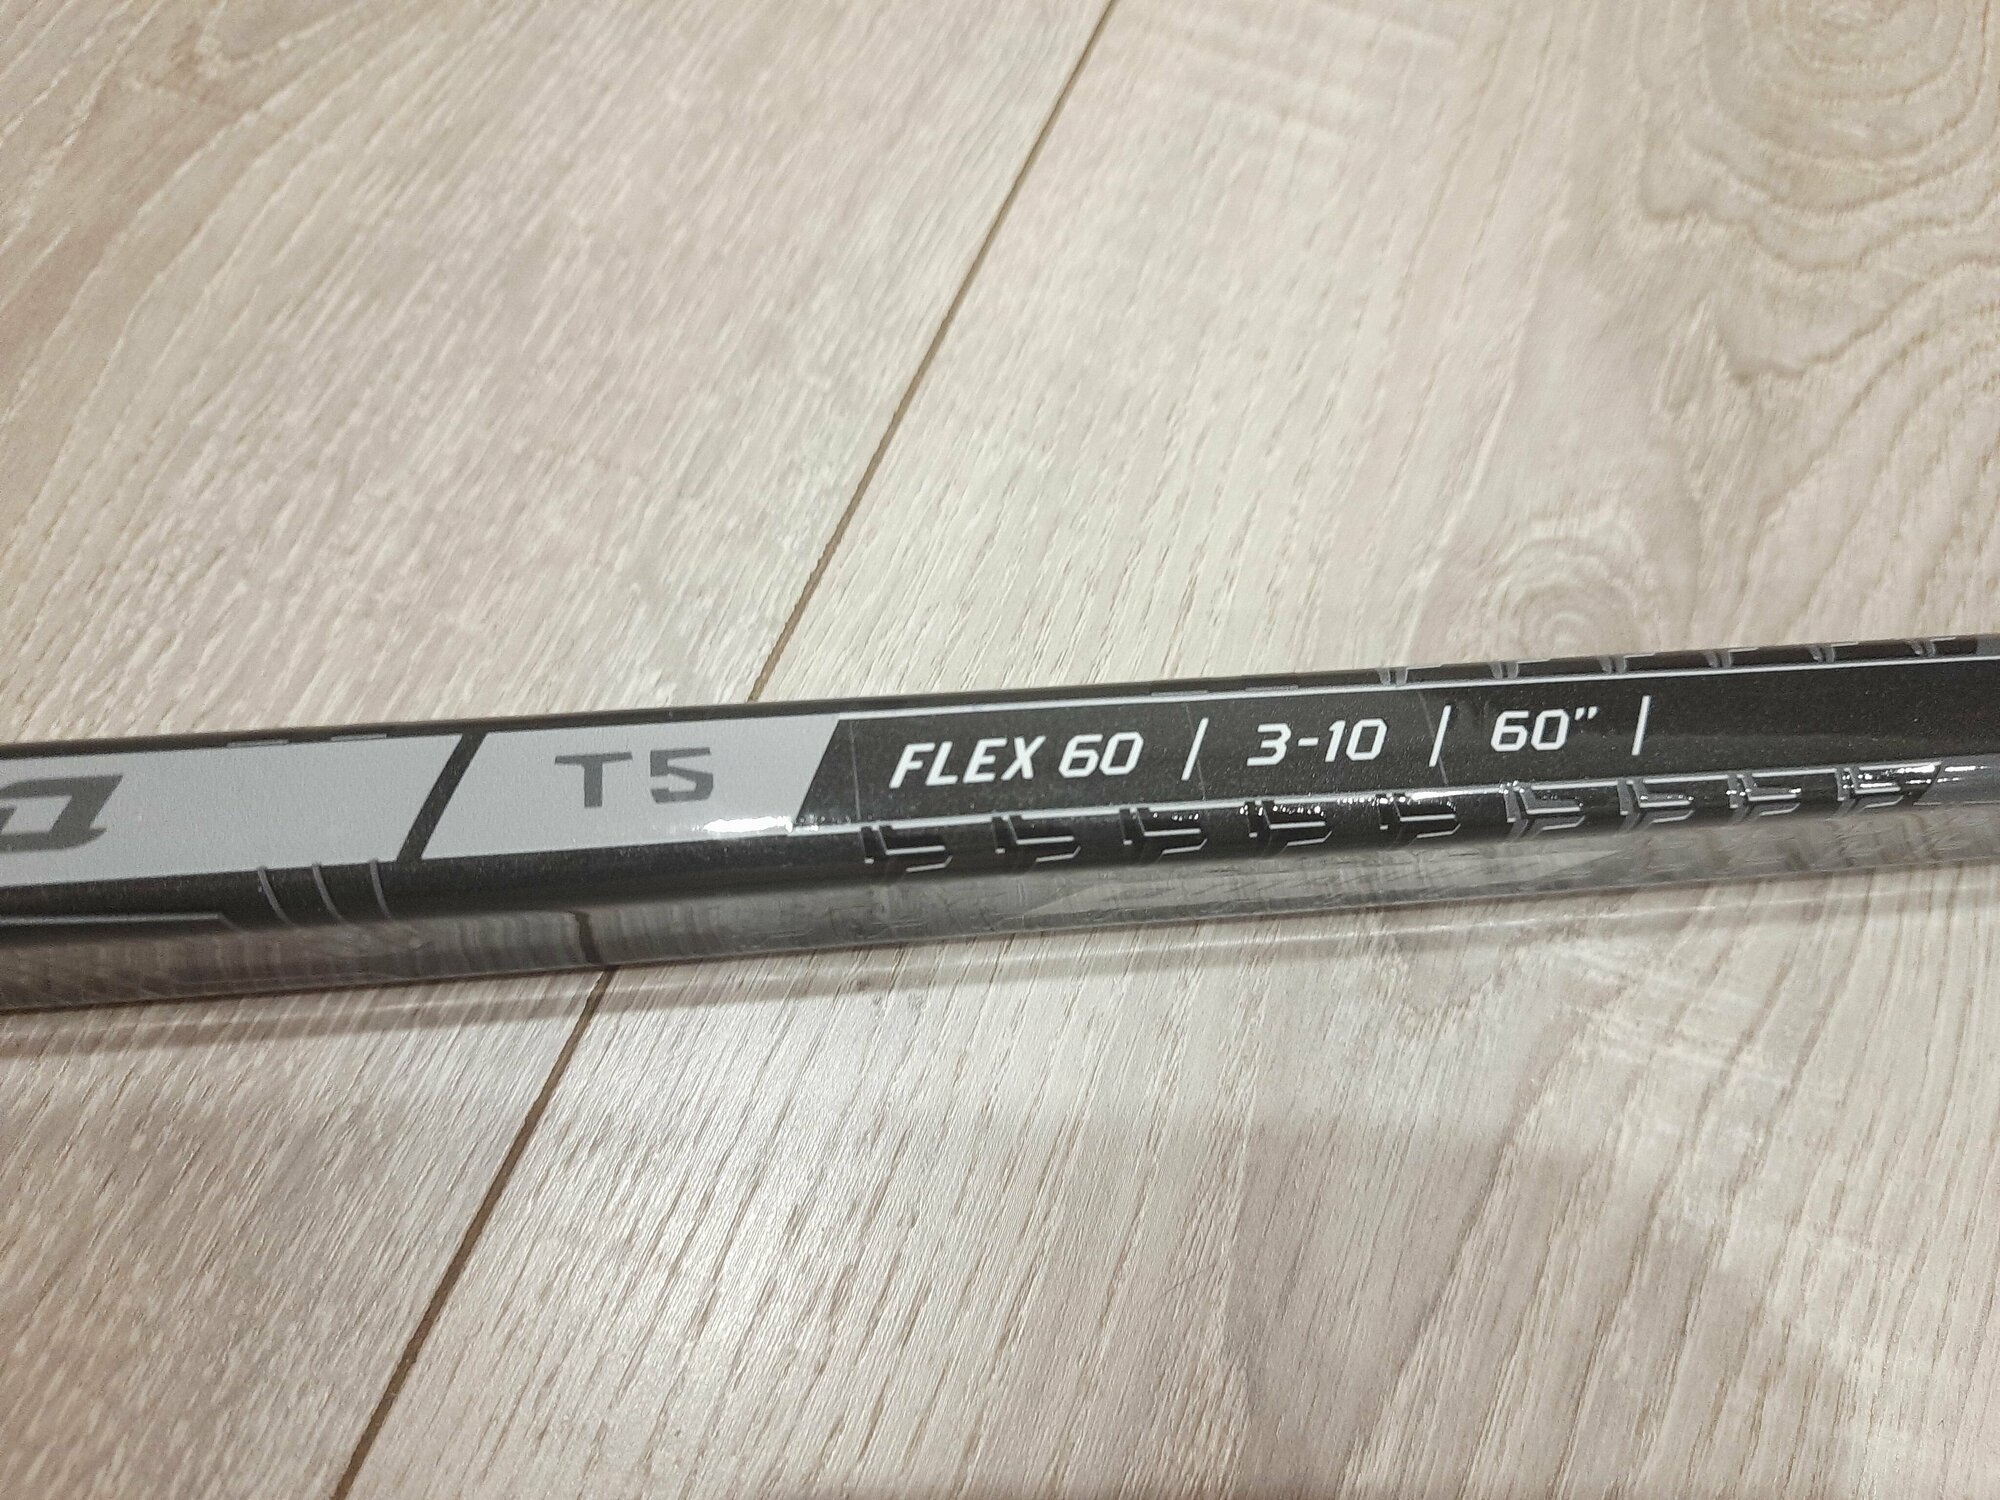 T5 FLEX 60 / 3-10 / 60" |